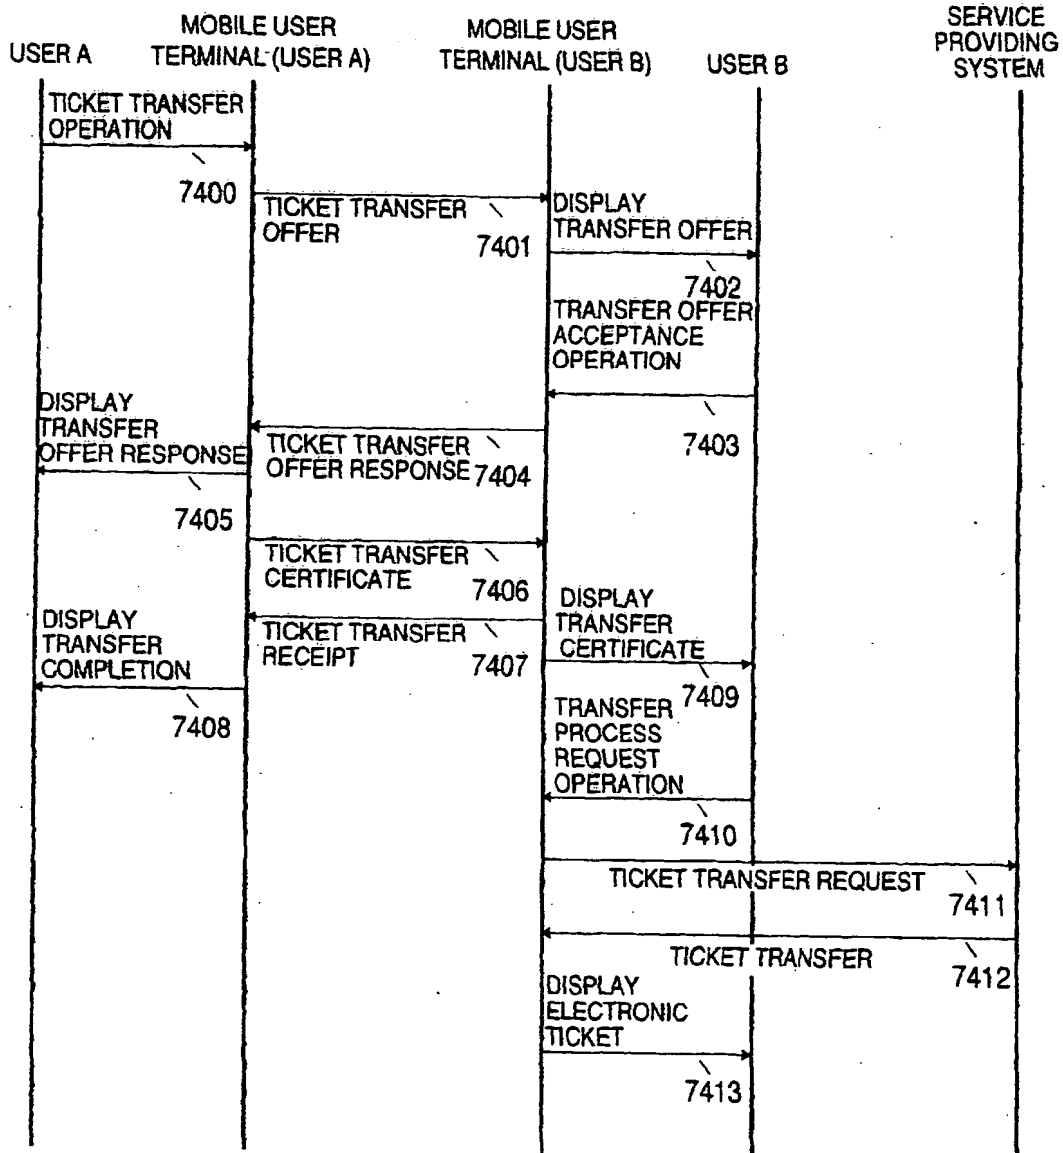 USER A
MOBILE USER
TERMINAL (USER A)
MOBILE USER
TERMINAL (USER B)
USER B
SERVICE
PROVIDING
SYSTEM
TICKET TRANSFER
OPERATION
7400
TICKET TRANSFER
OFFER
7401
DISPLAY
TRANSFER OFFER
7402
TRANSFER OFFER
ACCEPTANCE
OPERATION
7403
TICKET TRANSFER
OFFER RESPONSE
7404
DISPLAY
TRANSFER
OFFER RESPONSE
7405
TICKET TRANSFER
CERTIFICATE
7406
TICKET TRANSFER
RECEIPT
7407
DISPLAY
TRANSFER
COMPLETION
7408
DISPLAY
TRANSFER
CERTIFICATE
7409
TRANSFER
PROCESS
REQUEST
OPERATION
7410
TICKET TRANSFER REQUEST
7411
TICKET TRANSFER
7412
DISPLAY
ELECTRONIC
TICKET
7413